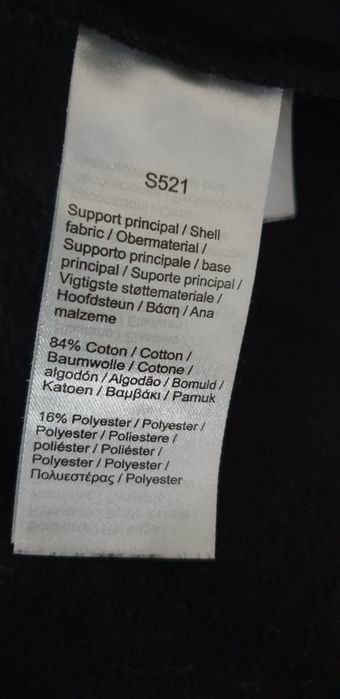 S521
Support principal / Shell
fabric / Obermaterial /
Supporto principale / base
principal / Suporte principal /
Vigtigste støttemateriale /
Hoofdsteun / Βάση / Ana
malzeme
84% Coton / Cotton /
Baumwolle / Cotone /
algodón / Algodão / Bomuld /
Katoen / Βαμβάκι / Pamuk
16% Polyester / Polyester /
Polyester / Poliestere /
poliéster / Poliéster /
Polyester / Polyester /
Πολυεστέρας / Polyester